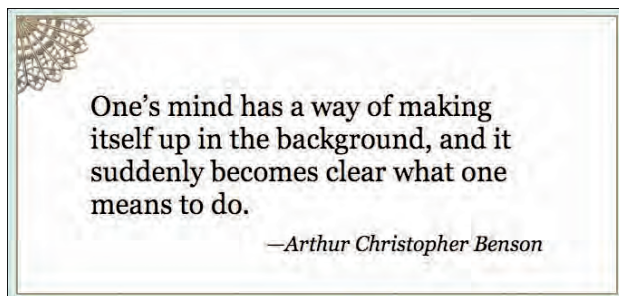 One’s mind has a way of making
itself up in the background, and it
suddenly becomes clear what one
means to do.
—Arthur Christopher Benson